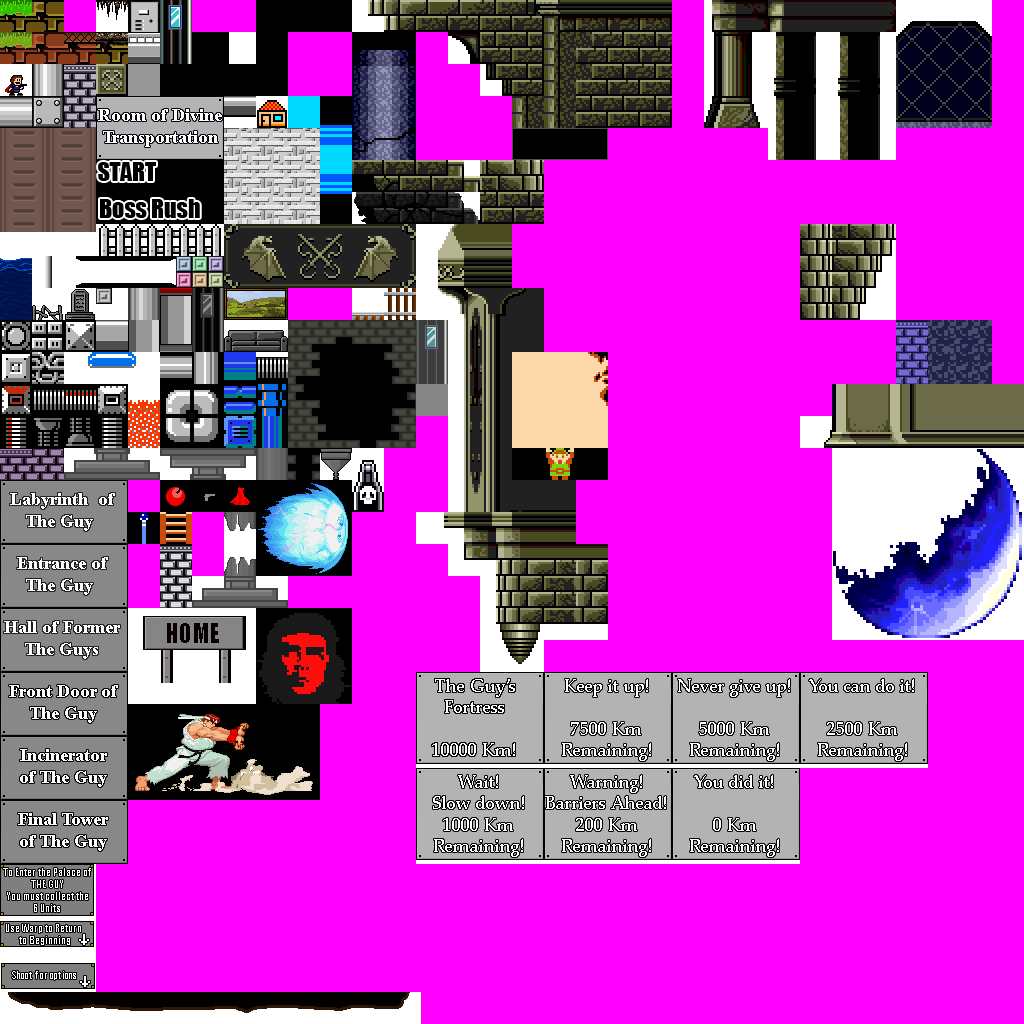 Room of Divine
Transportation
START
Boss Rush
Labyrinth of
The Guy
Entrance of
The Guy
Hall of Former
The Guys
Front Door of
The Guy
Incinerator
of The Guy
Final Tower
of The Guy
HOME
The Guy's
Fortress
10000 Km!
Keep it up!
7500 Km
Remaining!
Never give up!
5000 Km
Remaining!
You can do it!
2500 Km
Remaining!
Wait!
Slow down!
1000 Km
Remaining!
Warning!
Barriers Ahead!
200 Km
Remaining!
You did it!
0 Km
Remaining!
To Enter the Palace of
THE GUY
You must collect the
6 Units
Use Warp to Return
to Beginning
Shoot for options